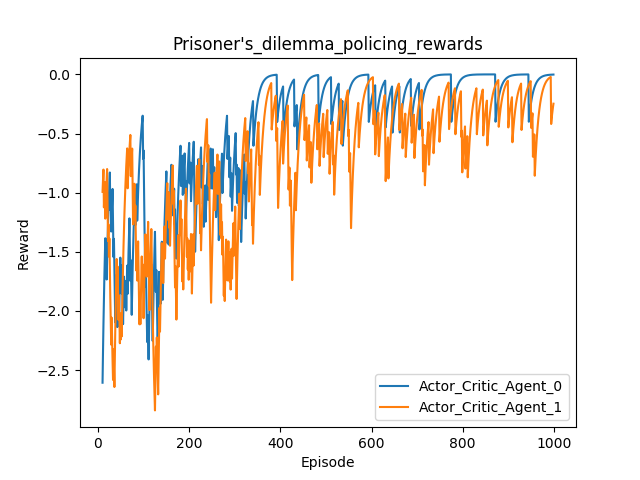 Prisoner's_dilemma_policing_rewards
Reward
0.0
−0.5
−1.0
−1.5
−2.0
−2.5
0
200
400
600
800
1000
Episode
Actor_Critic_Agent_0
Actor_Critic_Agent_1